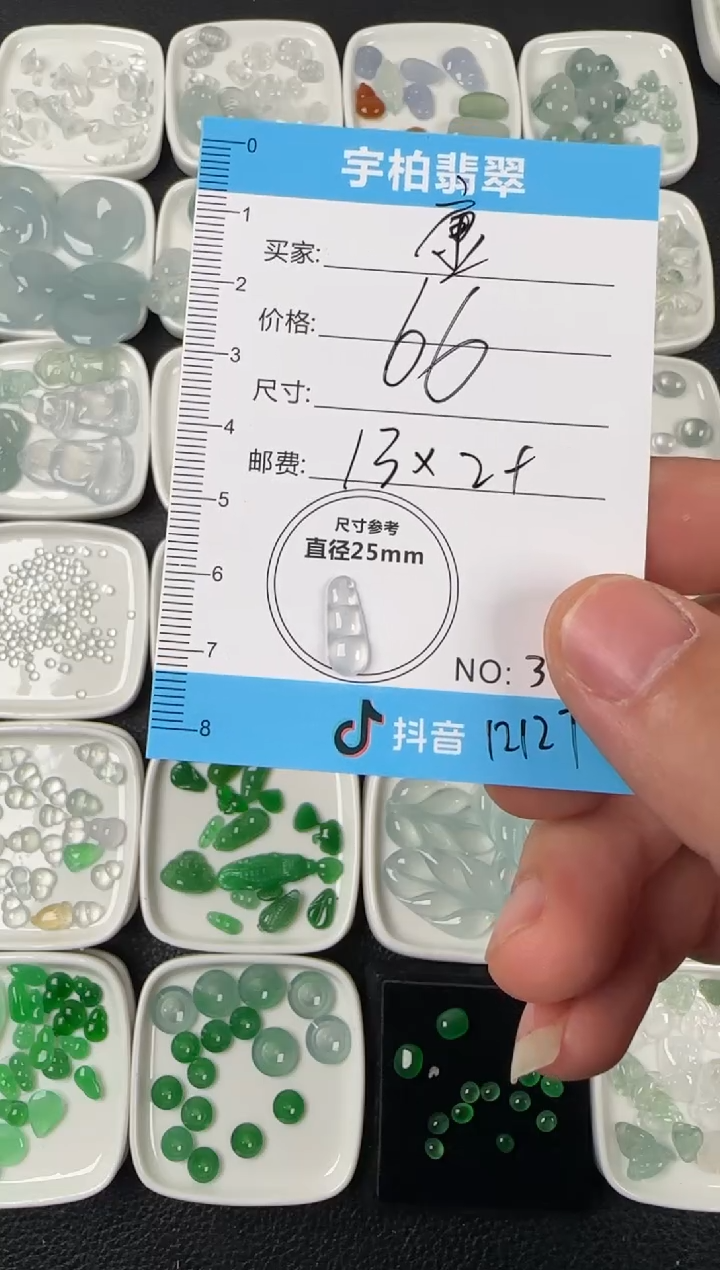 0
宇柏翡翠
1
买家:
2
价格: 66
3
尺寸:
4
邮费: 13×2+
5
尺寸参考
直径25mm
6
7
NO: 3
抖音 1212
8